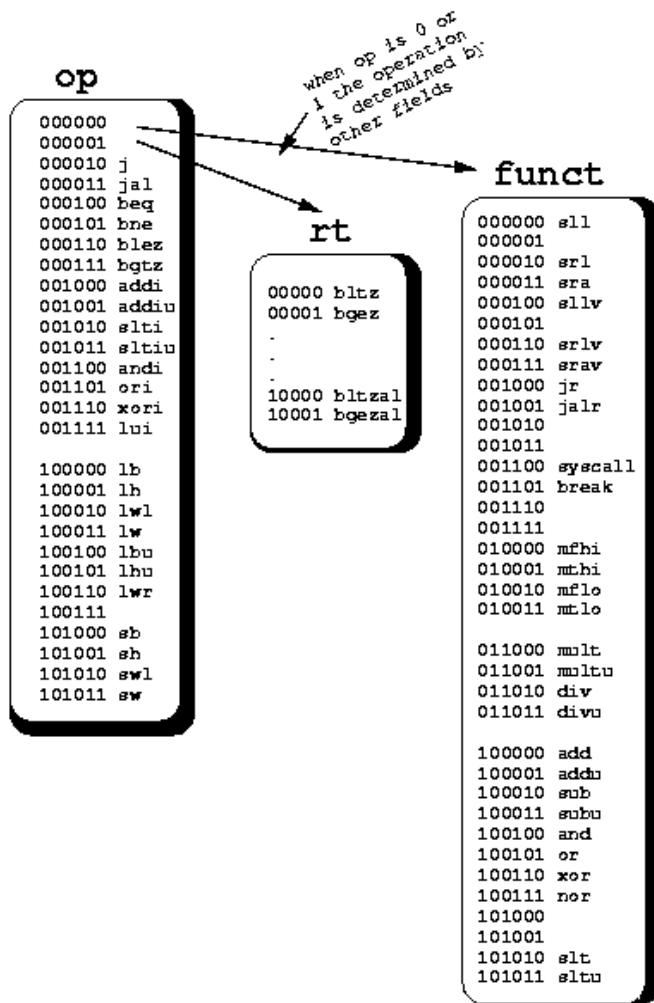 when op is 0 or
1 the operation
is determined by
other fields
op
000000
000001
000010 j
000011 jal
000100 beq
000101 bne
000110 blez
000111 bgtz
001000 addi
001001 addiu
001010 slti
001011 sltiu
001100 andi
001101 ori
001110 xori
001111 lui
100000 lb
100001 lh
100010 lwl
100011 lw
100100 lbu
100101 lhu
100110 lwr
100111
101000 sb
101001 sh
101010 swl
101011 sw
rt
00000 bltz
00001 bgez
.
.
.
10000 bltzal
10001 bgezal
funct
000000 sll
000001
000010 srl
000011 sra
000100 sllv
000101
000110 srlv
000111 srav
001000 jr
001001 jalr
001010
001011
001100 syscall
001101 break
001110
001111
010000 mfhi
010001 mthi
010010 mflo
010011 mtlo
011000 mult
011001 multu
011010 div
011011 divu
100000 add
100001 addu
100010 sub
100011 subu
100100 and
100101 or
100110 xor
100111 nor
101000
101001
101010 slt
101011 sltu